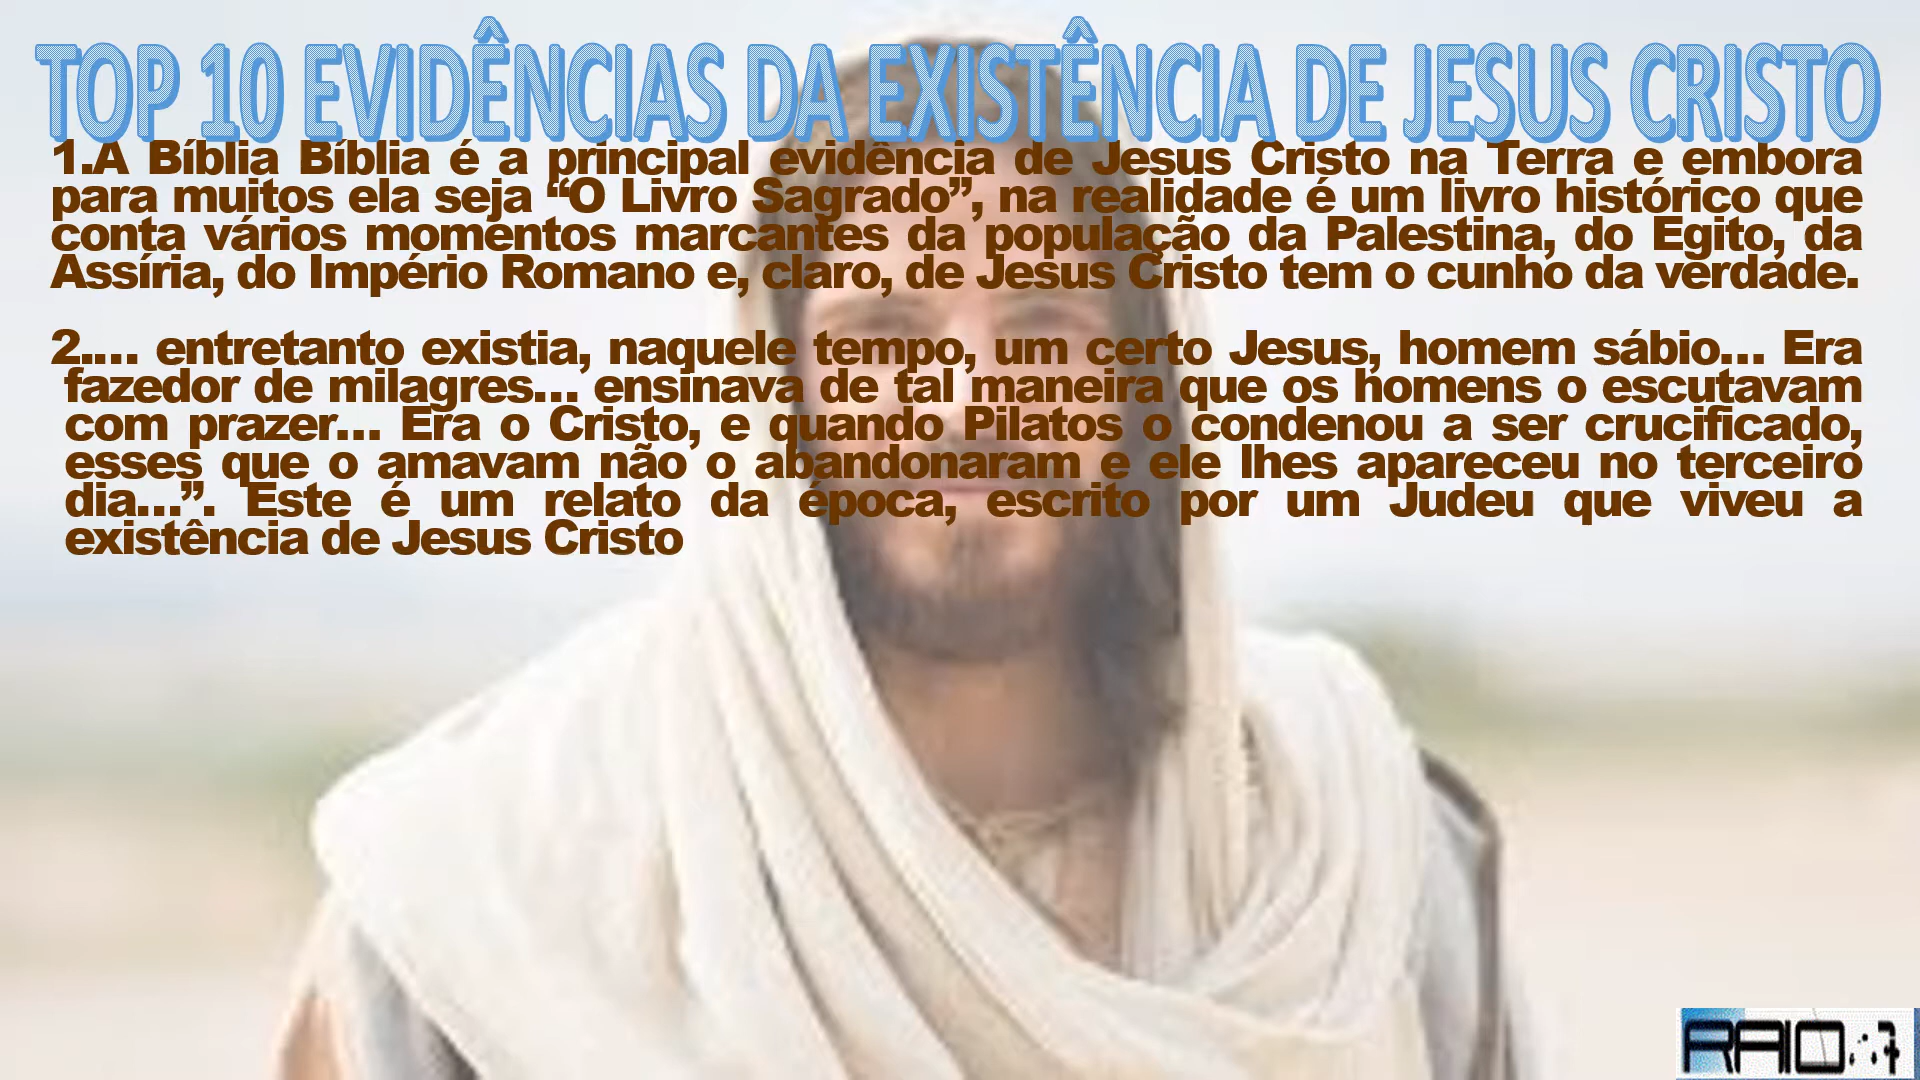 TOP 10 EVIDÊNCIAS DA EXISTÊNCIA DE JESUS CRISTO
1.A Bíblia Bíblia é a principal evidência de Jesus Cristo na Terra e embora
para muitos ela seja “O Livro Sagrado”, na realidade é um livro histórico que
conta vários momentos marcantes da população da Palestina, do Egito, da
Assíria, do Império Romano e, claro, de Jesus Cristo tem o cunho da verdade.
2.… entretanto existia, naquele tempo, um certo Jesus, homem sábio… Era
fazedor de milagres… ensinava de tal maneira que os homens o escutavam
com prazer… Era o Cristo, e quando Pilatos o condenou a ser crucificado,
esses que o amavam não o abandonaram e ele lhes apareceu no terceiro
dia…”. Este é um relato da época, escrito por um Judeu que viveu a
existência de Jesus Cristo
RAIO